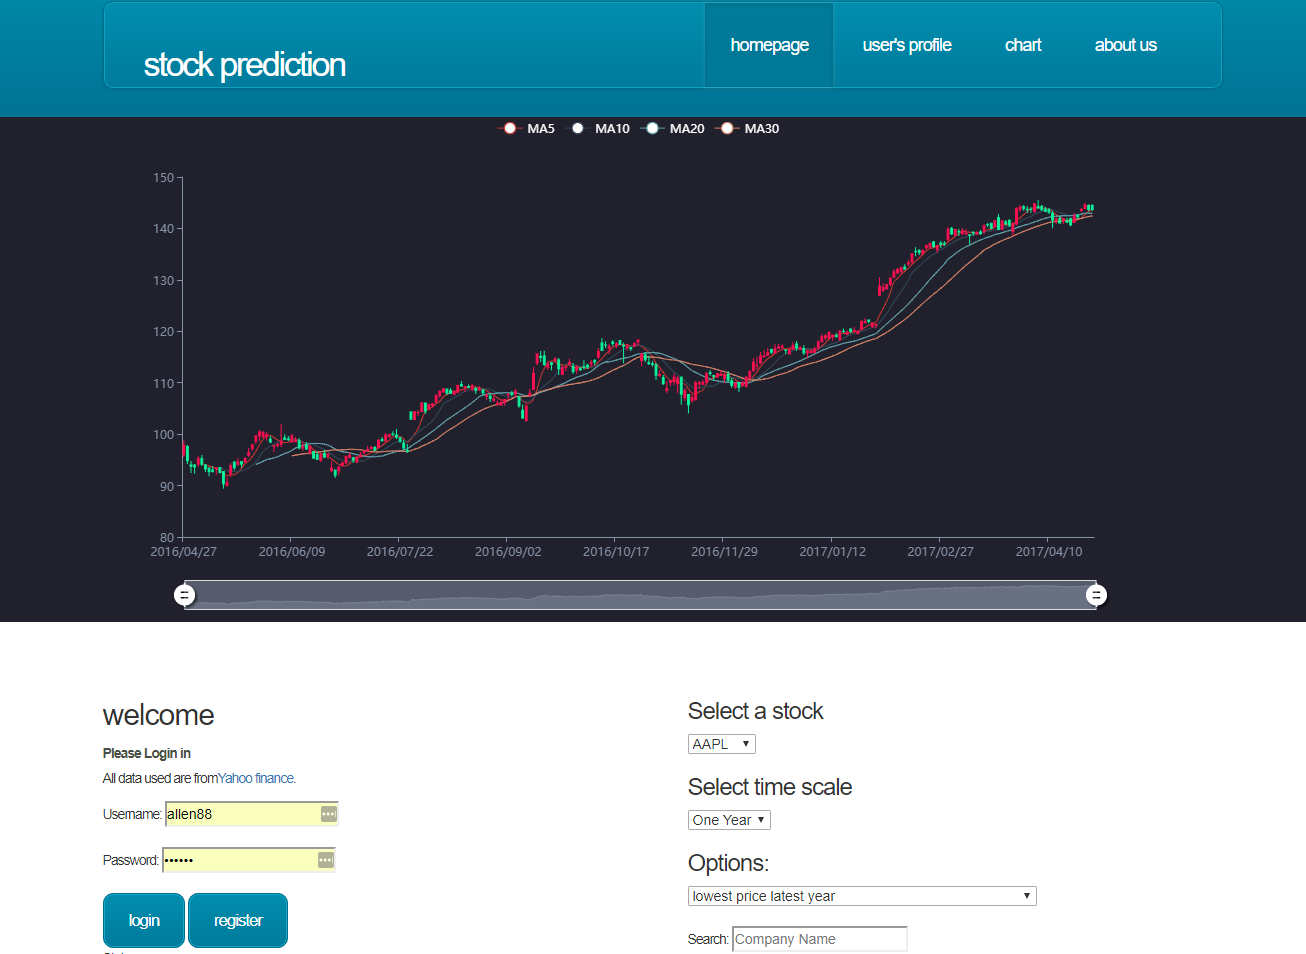 stock prediction
homepage user's profile chart about us
MA5 MA10 MA20 MA30
150
140
130
120
110
100
90
80
2016/04/27 2016/06/09 2016/07/22 2016/09/02 2016/10/17 2016/11/29 2017/01/12 2017/02/27 2017/04/10
welcome
Please Login in
All data used are fromYahoo finance.
Username: allen88
Password: ••••••
login register
Select a stock
AAPL
Select time scale
One Year
Options:
lowest price latest year
Search: Company Name